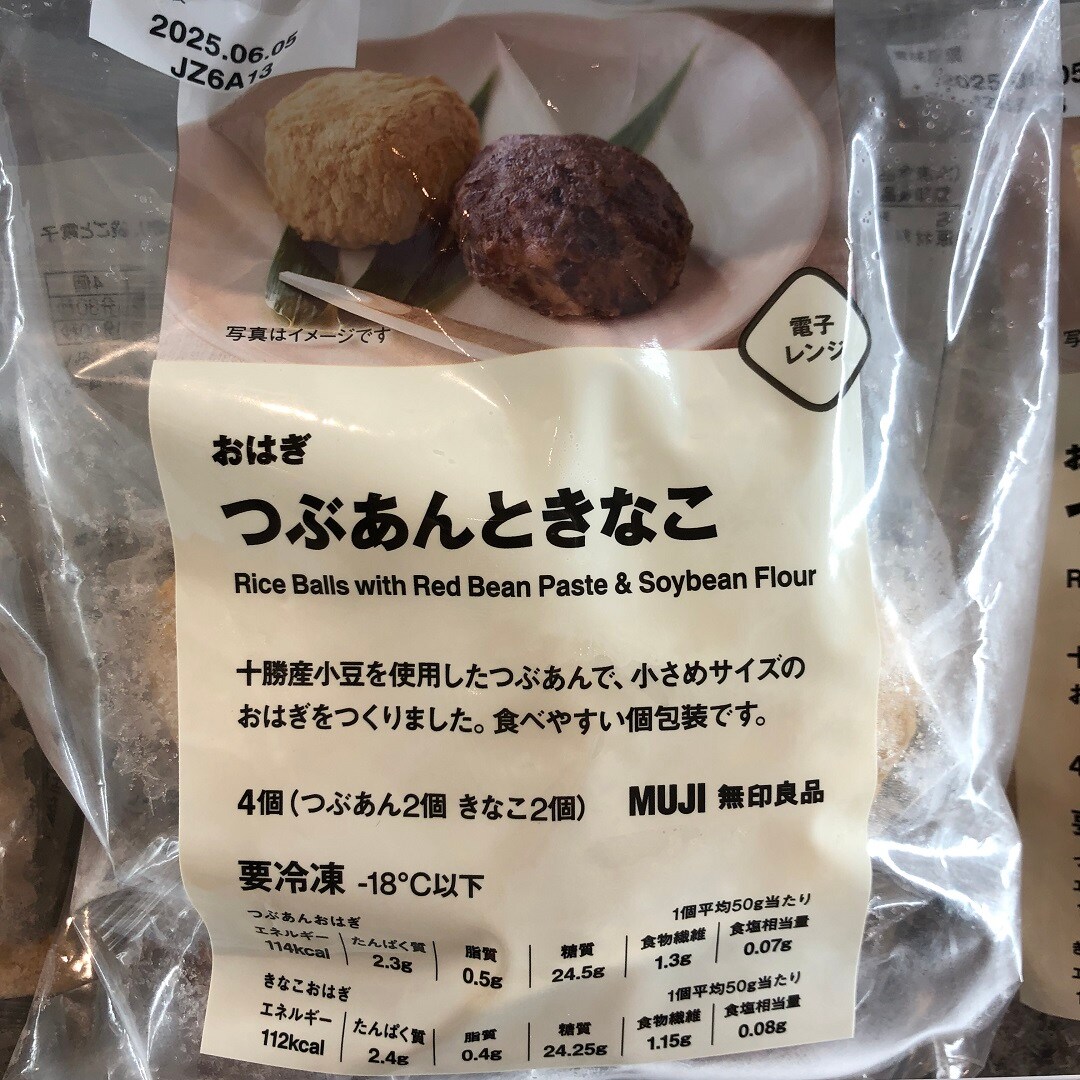 2025.06.05
JZ6A13
写真はイメージです
電子
レンジ
おはぎ
つぶあんときなこ
Rice Balls with Red Bean Paste & Soybean Flour
十勝産小豆を使用したつぶあんで、小さめサイズの
おはぎをつくりました。食べやすい個包装です。
4個(つぶあん2個 きなこ2個)
MUJI 無印良品
要冷凍 -18℃以下
つぶあんおはぎ 1個平均50g当たり
エネルギー たんぱく質 脂質 糖質 食物繊維 食塩相当量
114kcal 2.3g 0.5g 24.5g 1.3g 0.07g
きなこおはぎ 1個平均50g当たり
エネルギー たんぱく質 脂質 糖質 食物繊維 食塩相当量
112kcal 2.4g 0.4g 24.25g 1.15g 0.08g